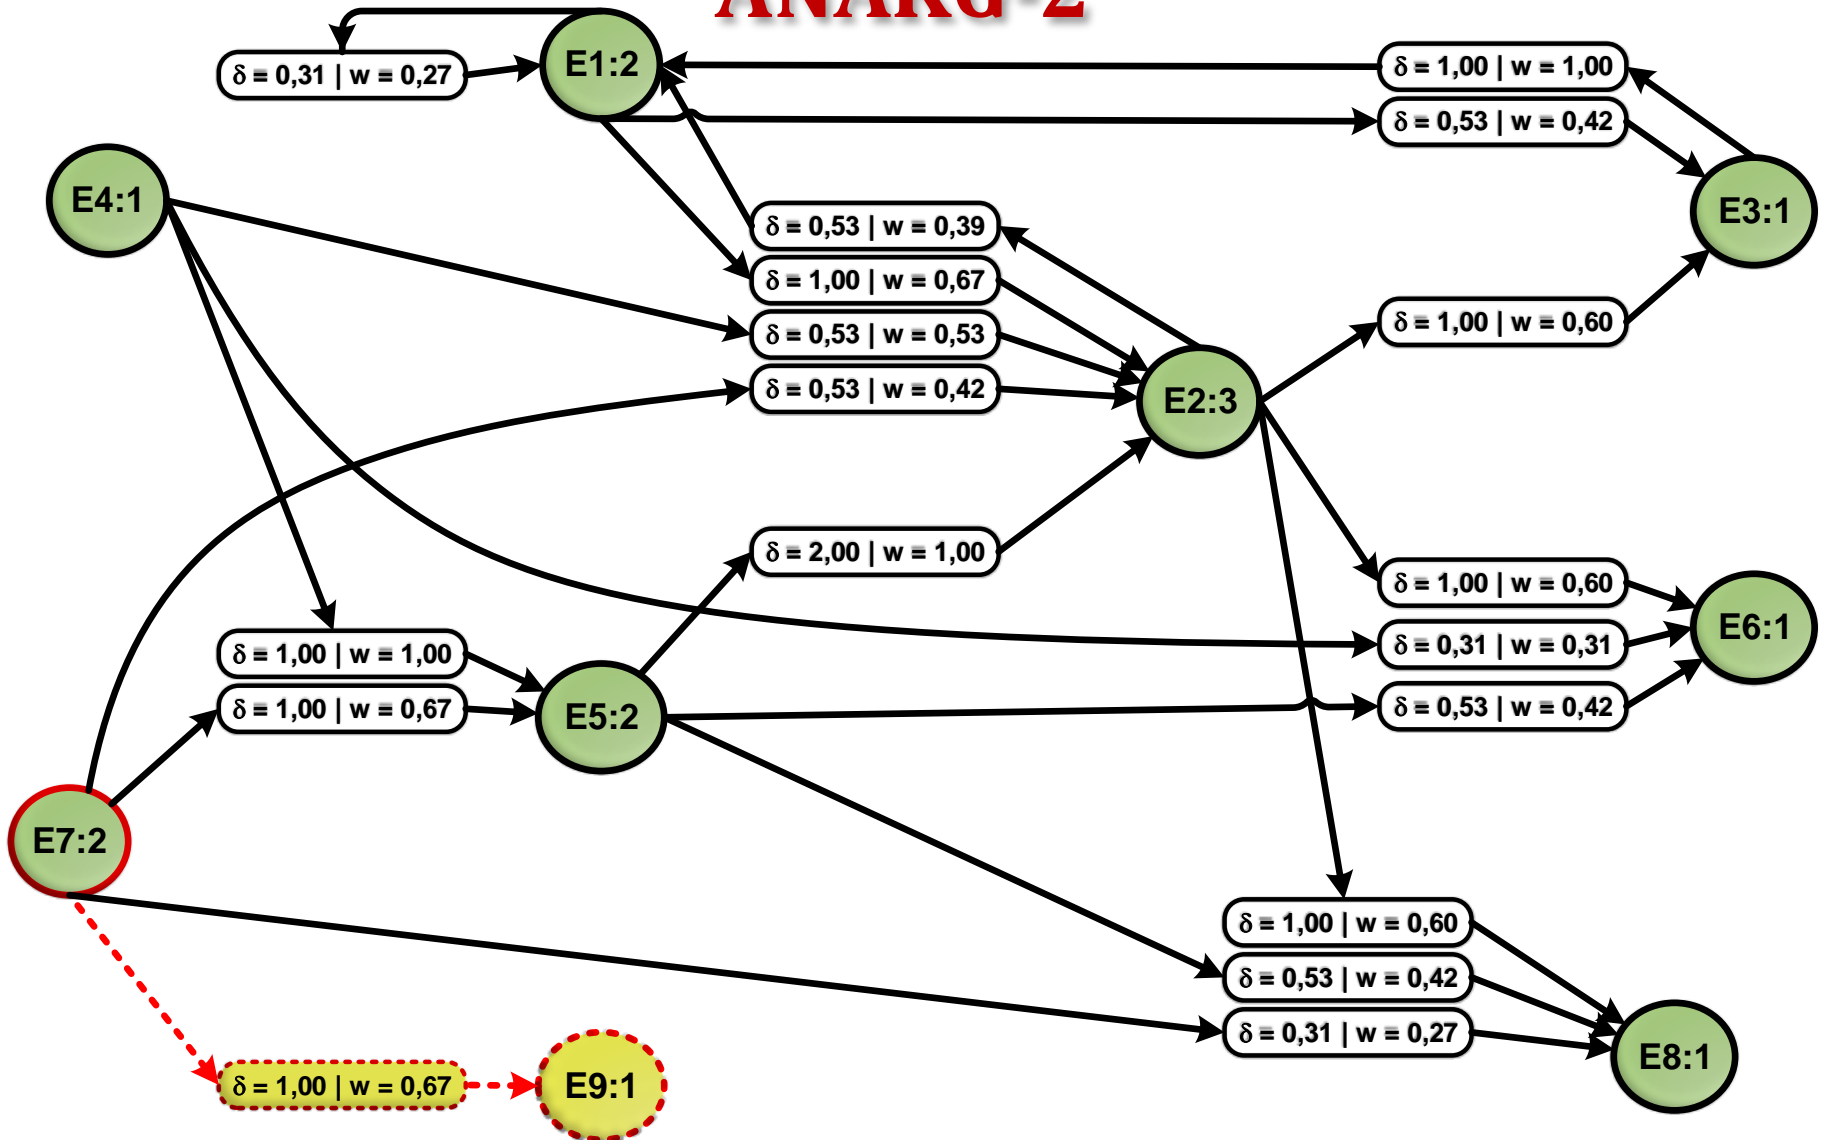 ANAKG-2
E1:2
δ = 0,31 | w = 0,27
δ = 1,00 | w = 1,00
δ = 0,53 | w = 0,42
E4:1
E3:1
δ = 0,53 | w = 0,39
δ = 1,00 | w = 0,67
δ = 0,53 | w = 0,53
δ = 0,53 | w = 0,42
δ = 1,00 | w = 0,60
E2:3
δ = 2,00 | w = 1,00
δ = 1,00 | w = 0,60
δ = 0,31 | w = 0,31
δ = 0,53 | w = 0,42
E6:1
δ = 1,00 | w = 1,00
δ = 1,00 | w = 0,67
E5:2
E7:2
δ = 1,00 | w = 0,60
δ = 0,53 | w = 0,42
δ = 0,31 | w = 0,27
E8:1
δ = 1,00 | w = 0,67
E9:1